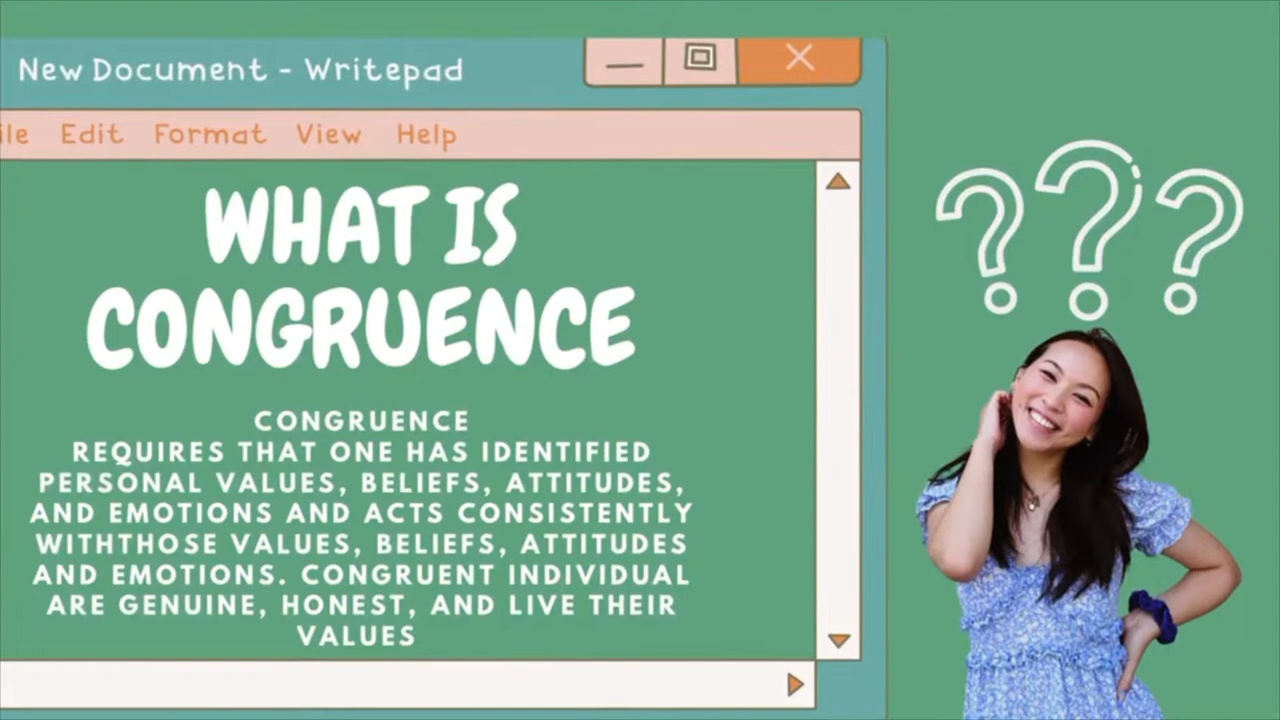 New Document - Writepad
ile Edit Format View Help
WHAT IS
CONGRUENCE
CONGRUENCE
REQUIRES THAT ONE HAS IDENTIFIED
PERSONAL VALUES, BELIEFS, ATTITUDES,
AND EMOTIONS AND ACTS CONSISTENTLY
WITHTHOSE VALUES, BELIEFS, ATTITUDES
AND EMOTIONS. CONGRUENT INDIVIDUAL
ARE GENUINE, HONEST, AND LIVE THEIR
VALUES
???